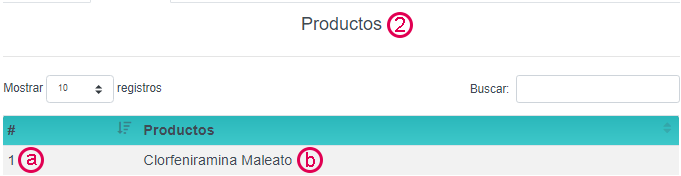 Productos 2
Mostrar 10 registros Buscar:
# Productos
1 a Clorfeniramina Maleato b